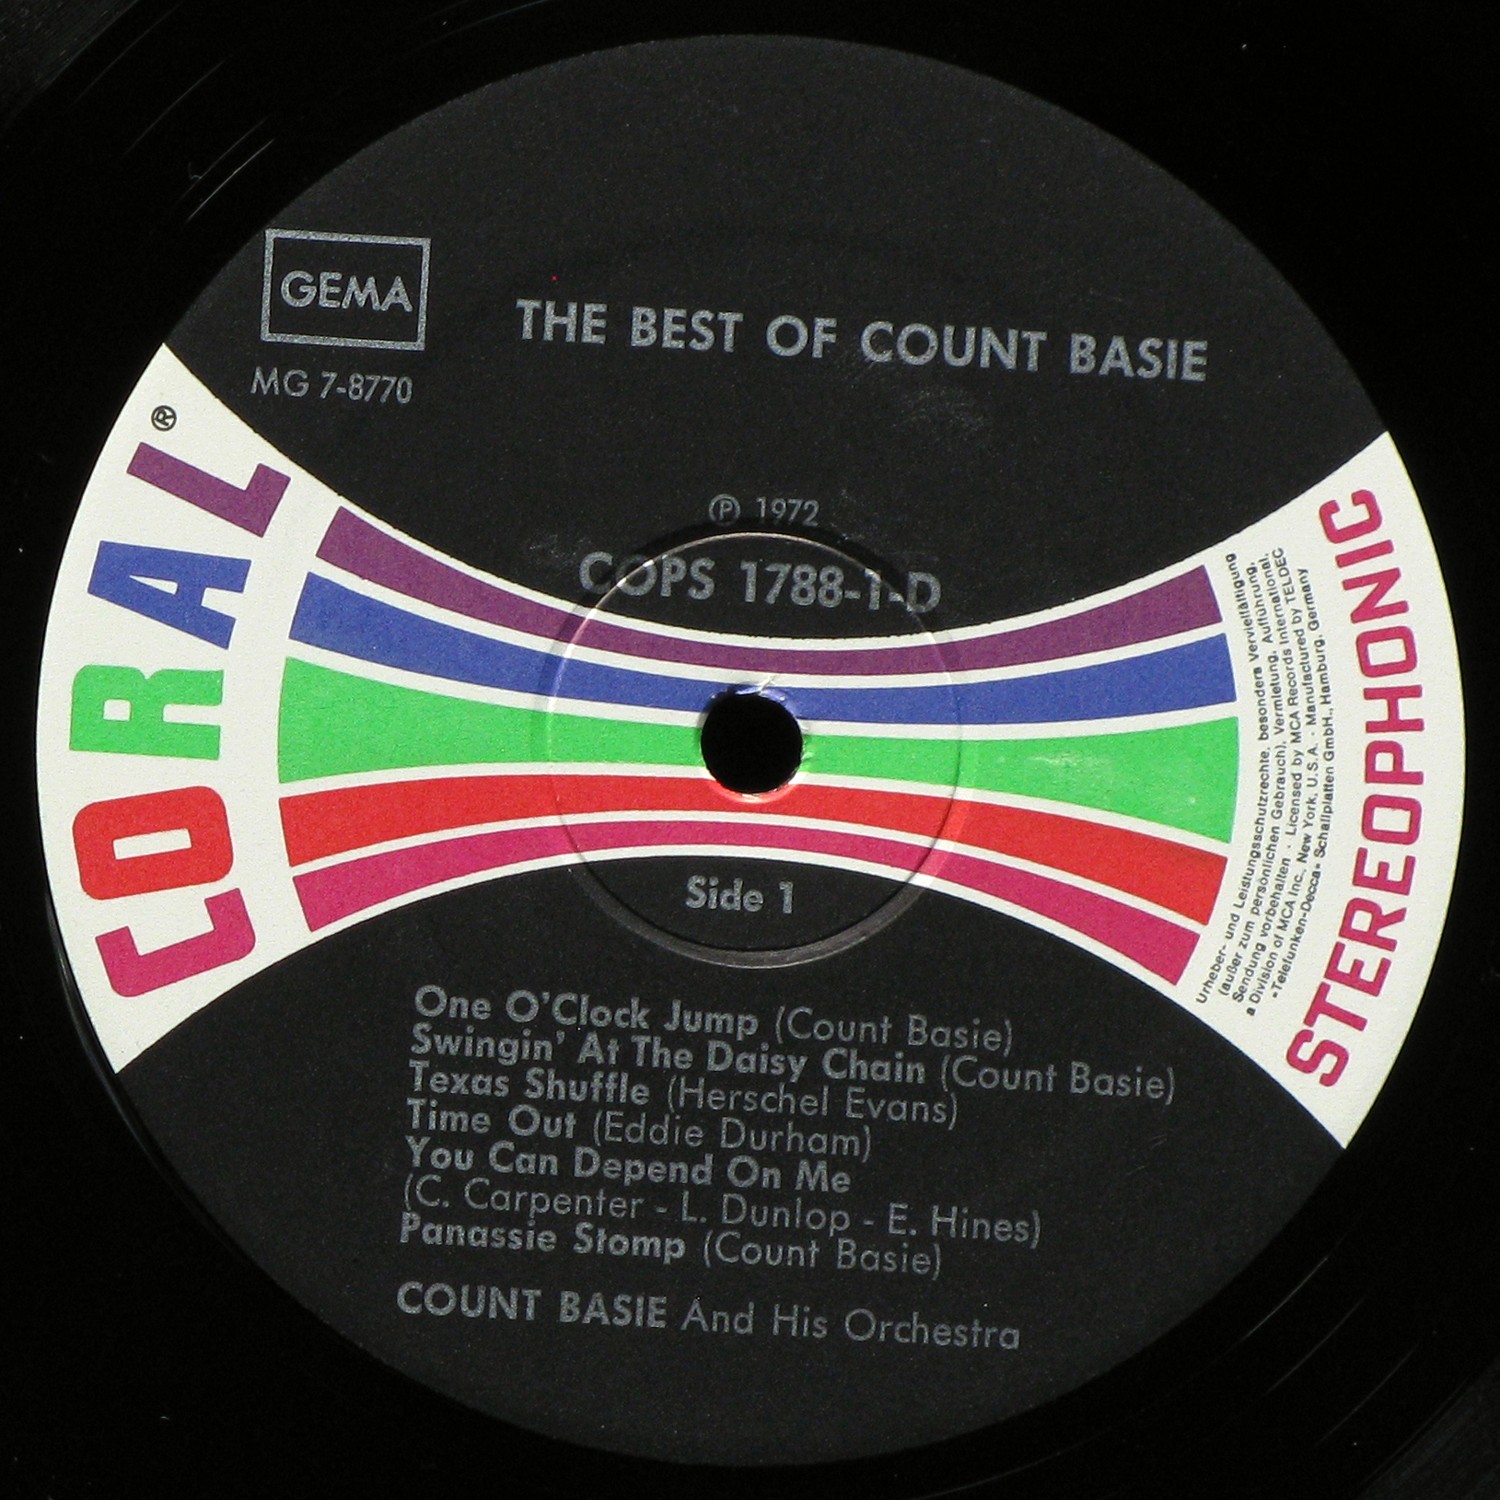 GEMA
MG 7-8770
THE BEST OF COUNT BASIE
℗ 1972
COPS 1788-1-D
CORAL®
STEREOPHONIC
Urheber- und Leistungsschutzrechte, besonders Vervielfältigung
(außer zum persönlichen Gebrauch), Vermietung, Aufführung,
Sendung vorbehalten · Licensed by MCA Records International,
a Division of MCA Inc., New York, U.S.A. · Manufactured by TELDEC
»Telefunken-Decca« Schallplatten GmbH., Hamburg, Germany
Side 1
One O'Clock Jump (Count Basie)
Swingin' At The Daisy Chain (Count Basie)
Texas Shuffle (Herschel Evans)
Time Out (Eddie Durham)
You Can Depend On Me
(C. Carpenter - L. Dunlop - E. Hines)
Panassie Stomp (Count Basie)
COUNT BASIE And His Orchestra